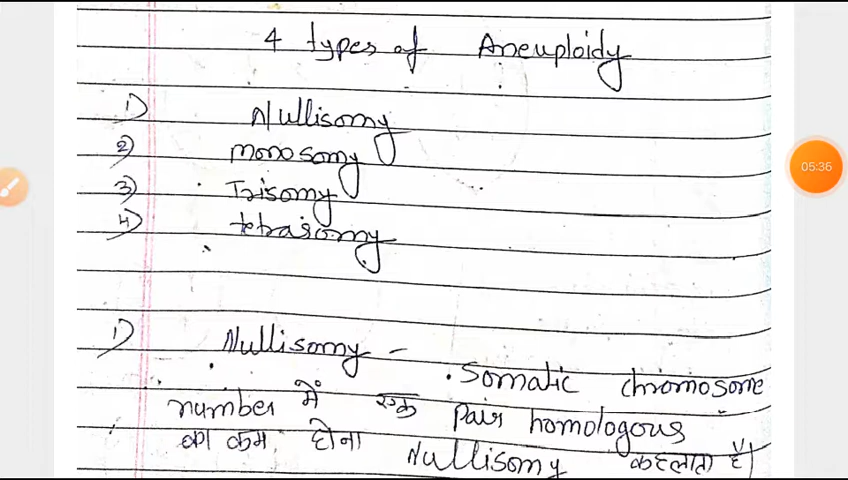 4 types of Aneuploidy
1) Nullisomy
2) Monosomy
3) Trisomy
4) tetrasomy
1) Nullisomy - Somatic chromosome
number में एक pair homologous
का कम होना Nullisomy कहलाता है।
05:36